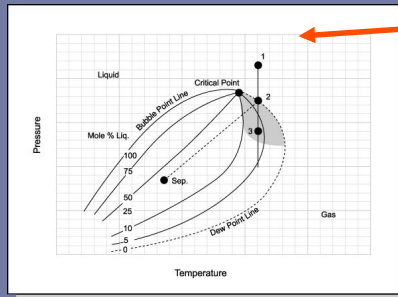 1
Liquid
Critical Point
2
Bubble Point Line
Mole % Liq.
3
100
75
Sep.
50
25
10
5
0
Dew Point Line
Gas
Pressure
Temperature